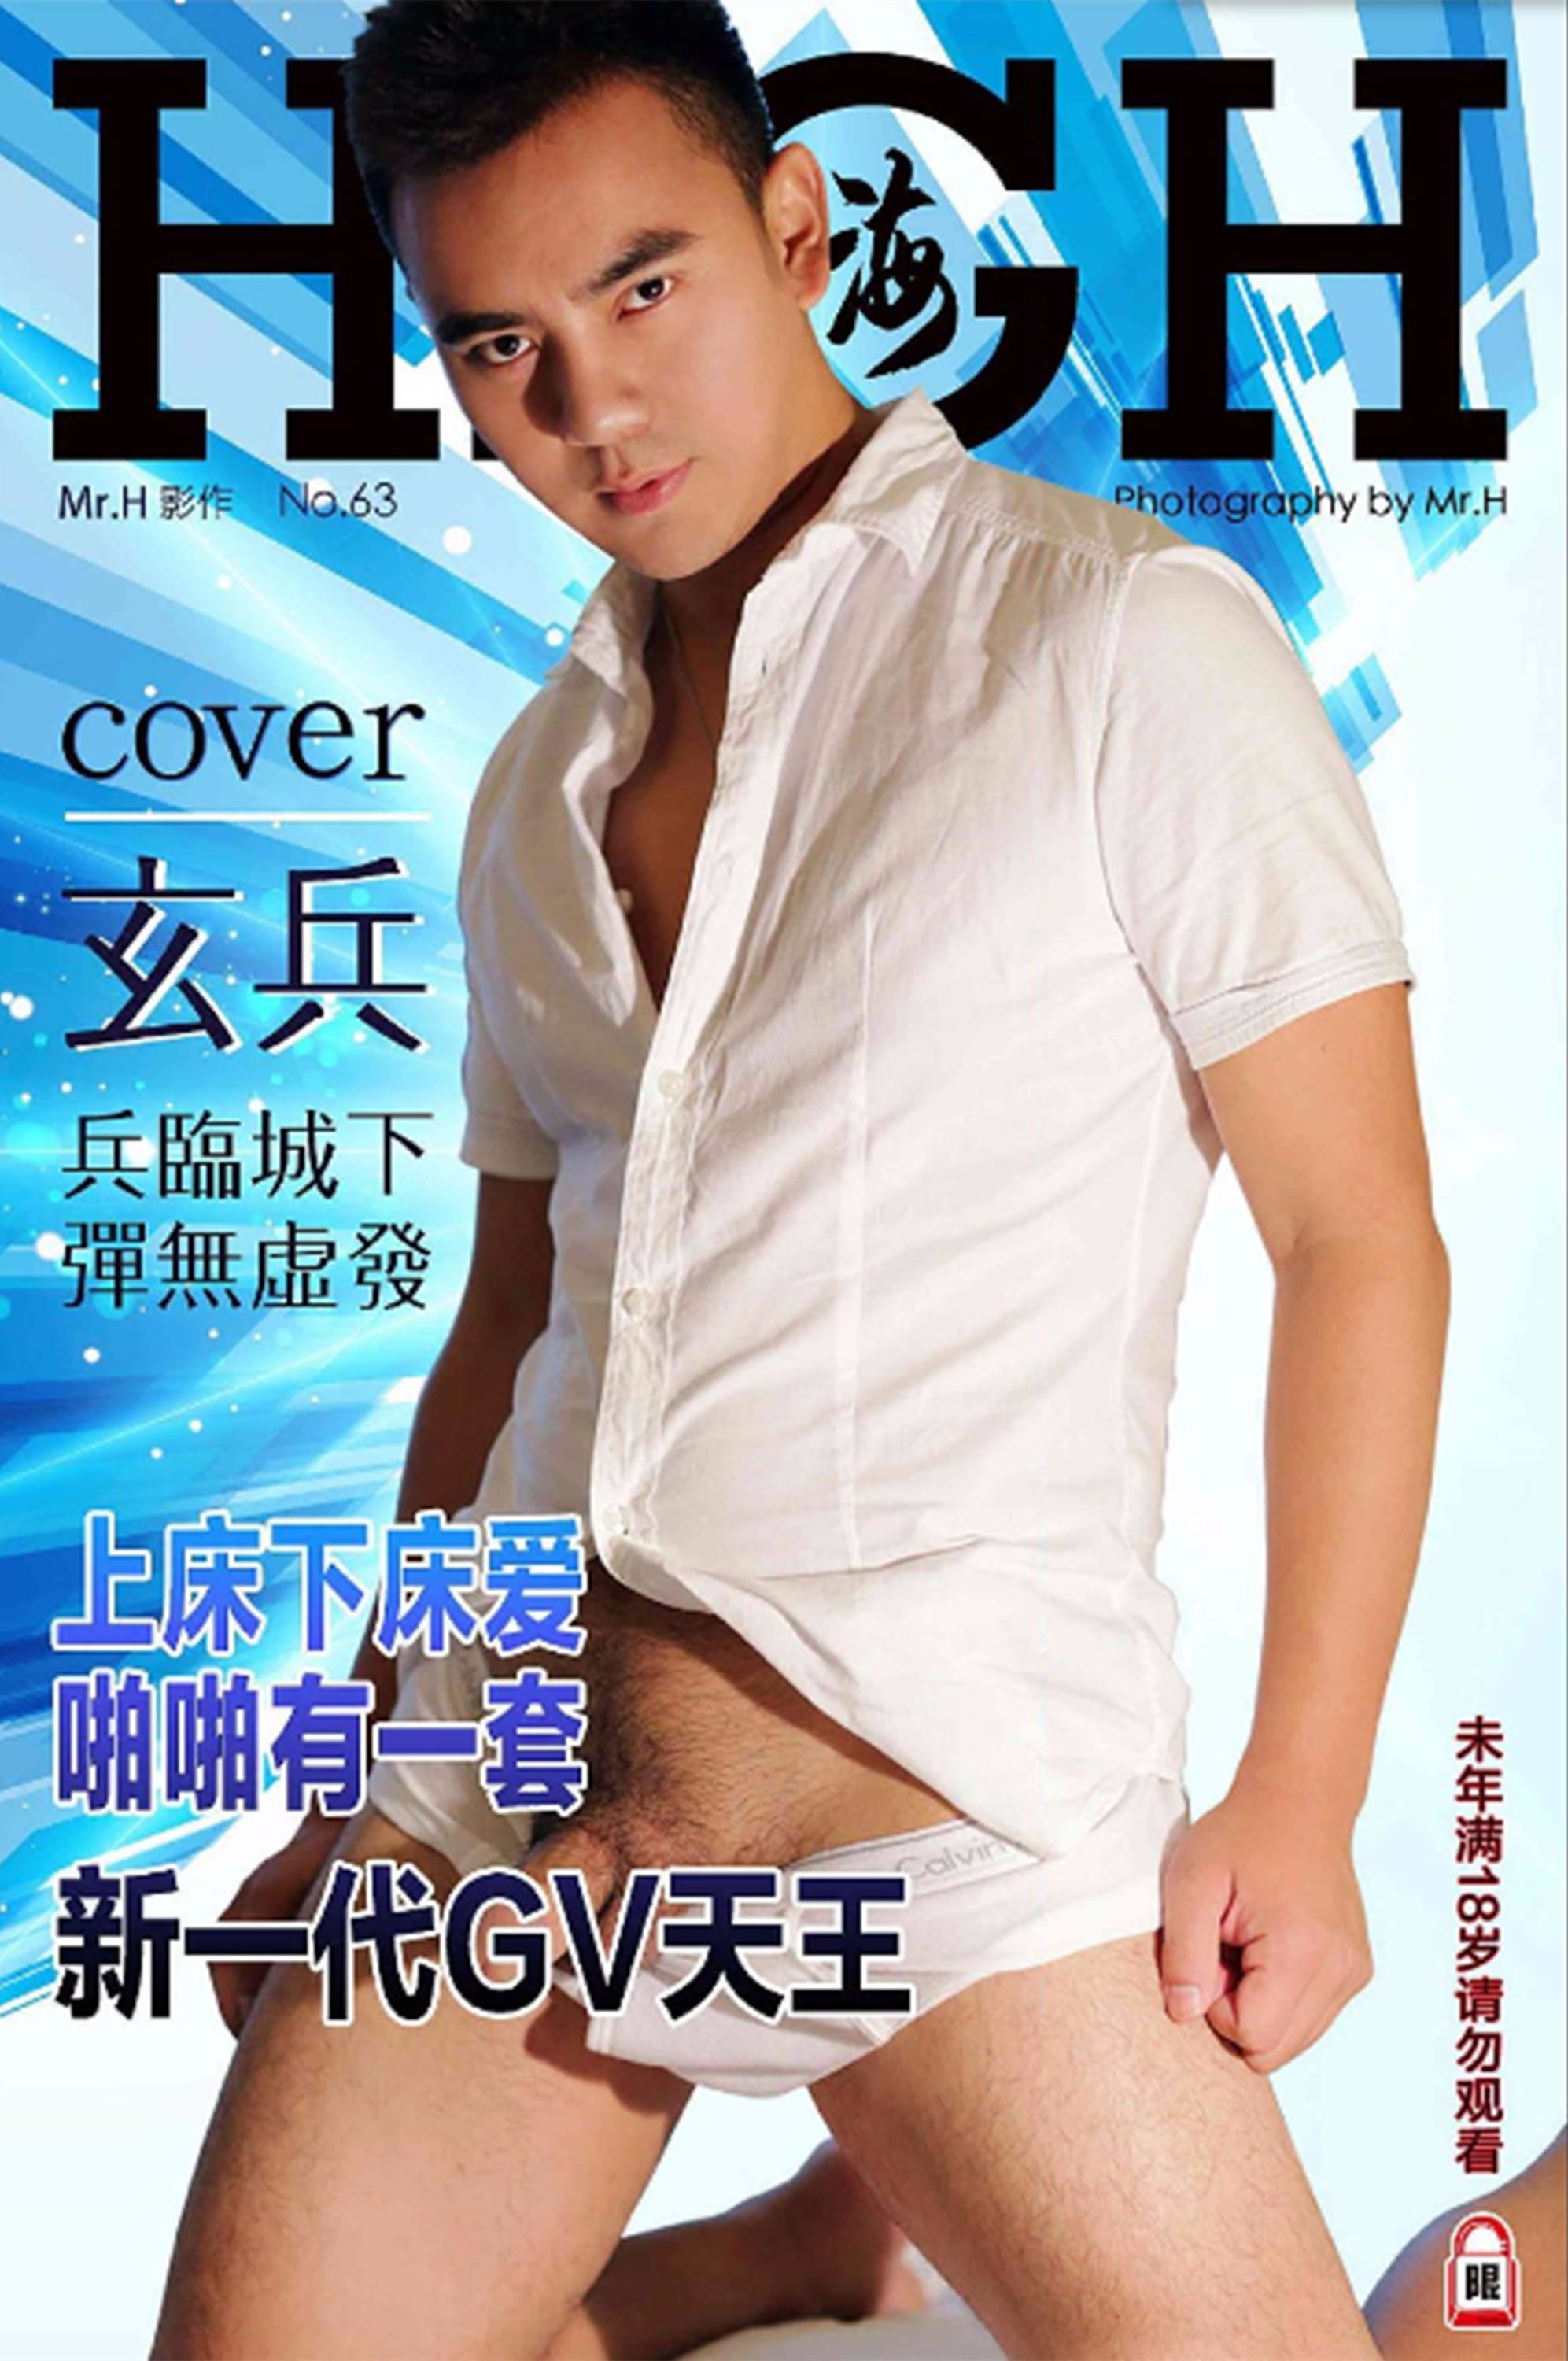 HIGH
海
Mr.H 影作 No.63
Photography by Mr.H
cover
玄兵
兵臨城下
彈無虛發
上床下床爱
啪啪有一套
新一代GV天王
Calvin
未年满18岁请勿观看
限